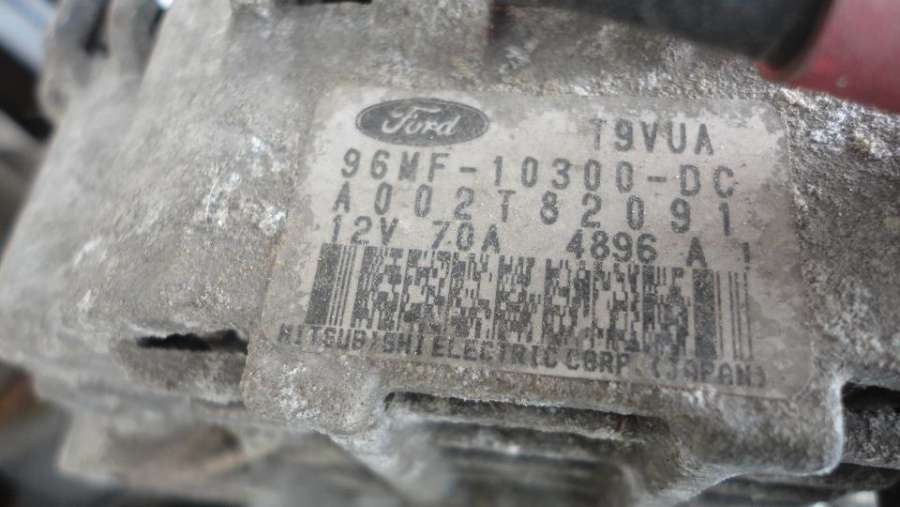 Ford T9VUA
96MF-10300-DC
A002T82091
12V 70A 4896 A 1
MITSUBISHI ELECTRIC CORP. (JAPAN)